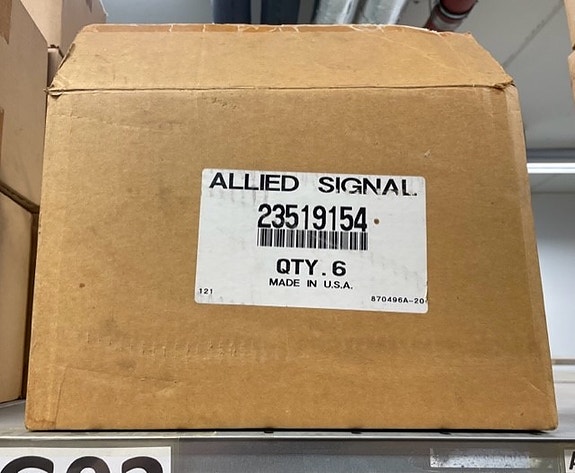 ALLIED SIGNAL
23519154
QTY.6
MADE IN U.S.A.
121
870496A-20